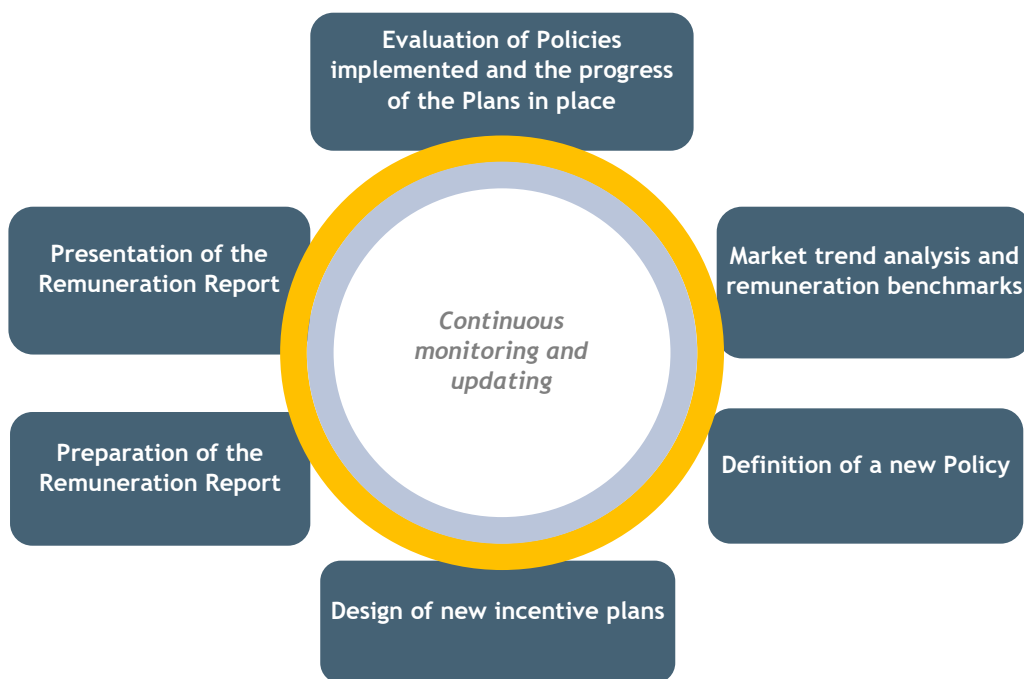 Evaluation of Policies
implemented and the progress
of the Plans in place
Presentation of the
Remuneration Report
Market trend analysis and
remuneration benchmarks
Continuous
monitoring and
updating
Preparation of the
Remuneration Report
Definition of a new Policy
Design of new incentive plans